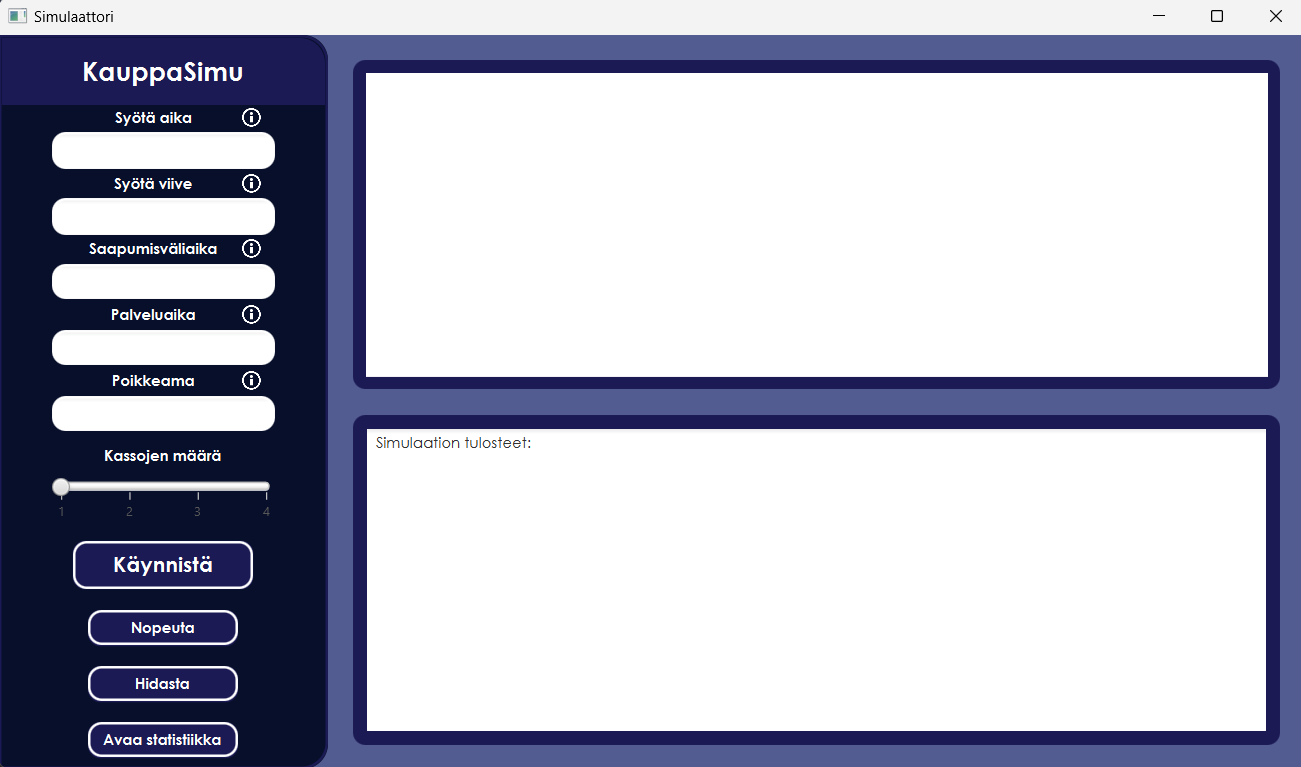 Simulaattori
KauppaSimu
Syötä aika
Syötä viive
Saapumisväliaika
Palveluaika
Poikkeama
Kassojen määrä
1 2 3 4
Käynnistä
Nopeuta
Hidasta
Avaa statistiikka
Simulaation tulosteet: